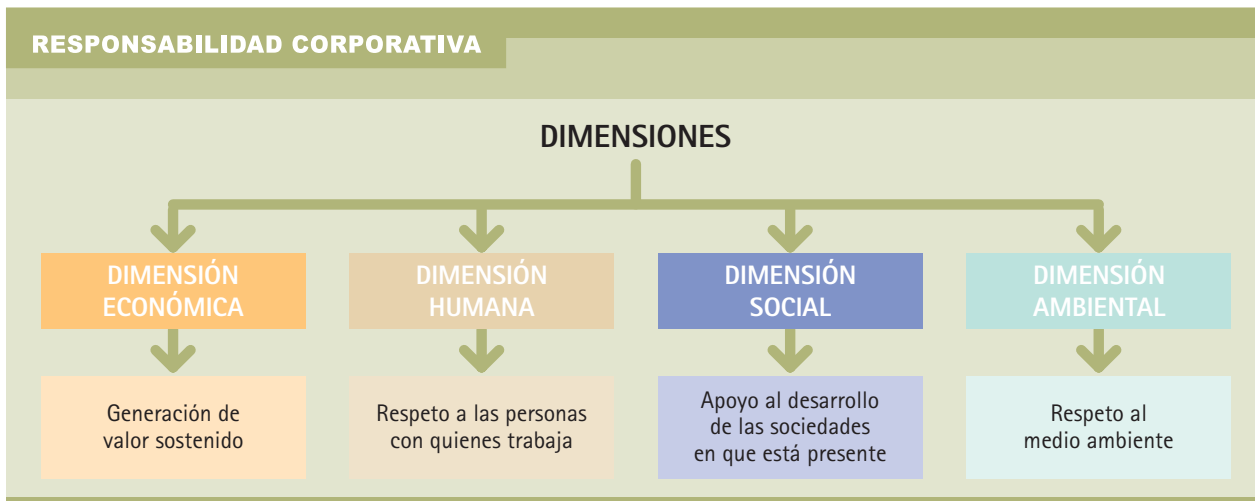 RESPONSABILIDAD CORPORATIVA
DIMENSIONES
DIMENSIÓN
ECONÓMICA
Generación de
valor sostenido
DIMENSIÓN
HUMANA
Respeto a las personas
con quienes trabaja
DIMENSIÓN
SOCIAL
Apoyo al desarrollo
de las sociedades
en que está presente
DIMENSIÓN
AMBIENTAL
Respeto al
medio ambiente